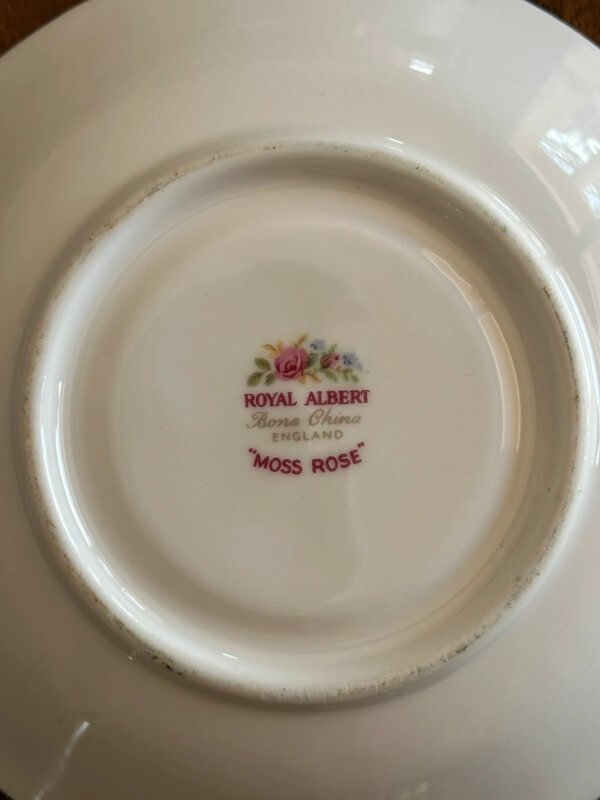 ROYAL ALBERT
Bone China
ENGLAND
"MOSS ROSE"